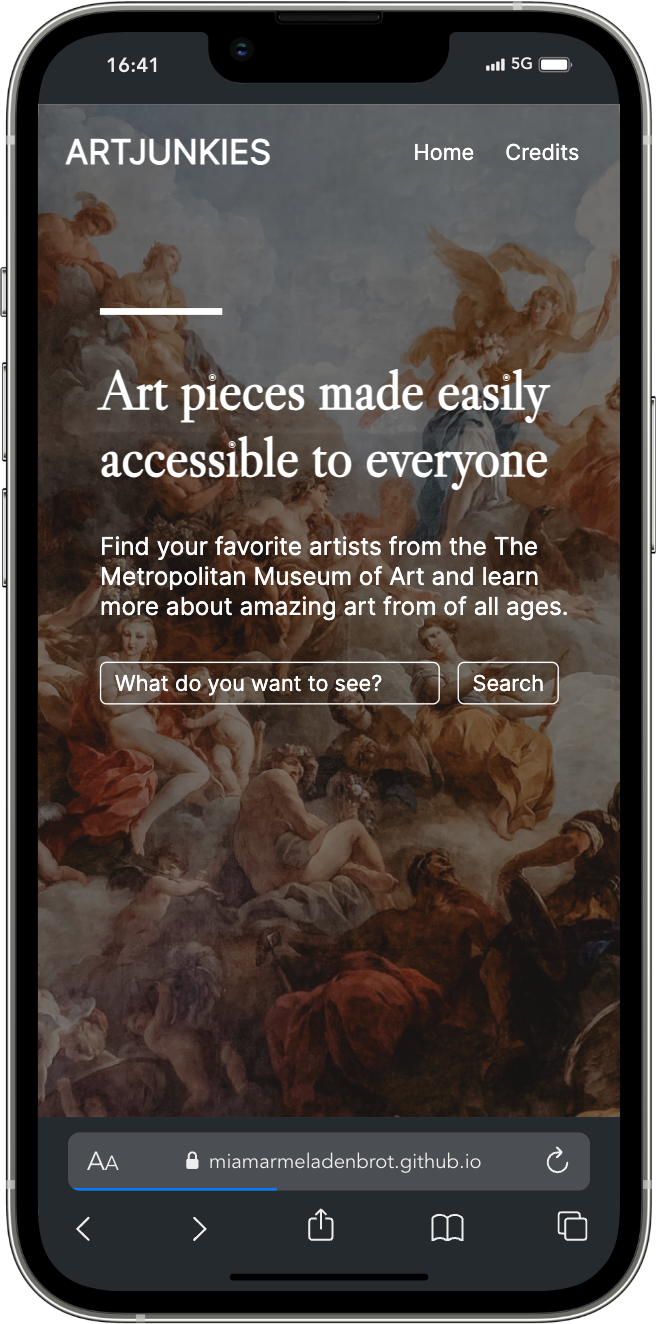 16:41
5G
ARTJUNKIES
Home
Credits
Art pieces made easily
accessible to everyone
Find your favorite artists from the The
Metropolitan Museum of Art and learn
more about amazing art from of all ages.
What do you want to see?
Search
AA
miamarmeladenbrot.github.io